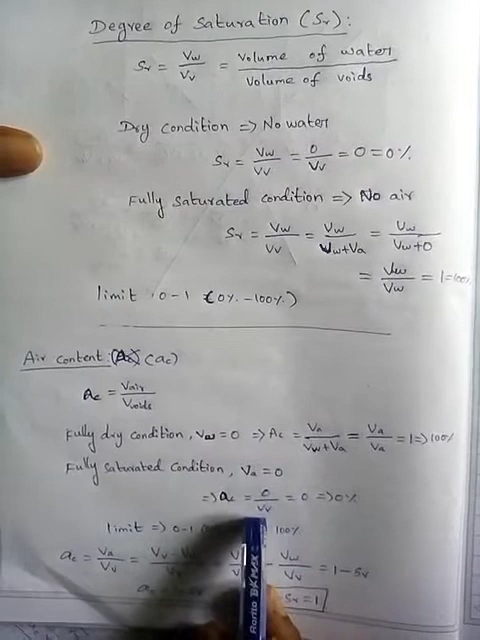 Degree of Saturation (Sr):
Sr = Vw/Vv = Volume of water/Volume of voids
Dry Condition => No water
Sr = Vw/Vv = 0/Vv = 0 = 0%
Fully Saturated condition => No air
Sr = Vw/Vv = Vw/Vw+Va = Vw/Vw+0
= Vw/Vw = 1 = 100%
limit 0-1 (0% - 100%)
Air content: (ac)
Ac = Vair/Vvoids
Fully dry condition, Vw = 0 => Ac = Va/Vw+Va = Va/Va = 1 => 100%
Fully Saturated Condition, Va = 0
=> ac = 0/Vv = 0 => 0%
limit => 0-1 100%
ac = Va/Vv = Vv - - Vw/Vv = 1 - Sr
Sr = 1
Rorito BKMAX